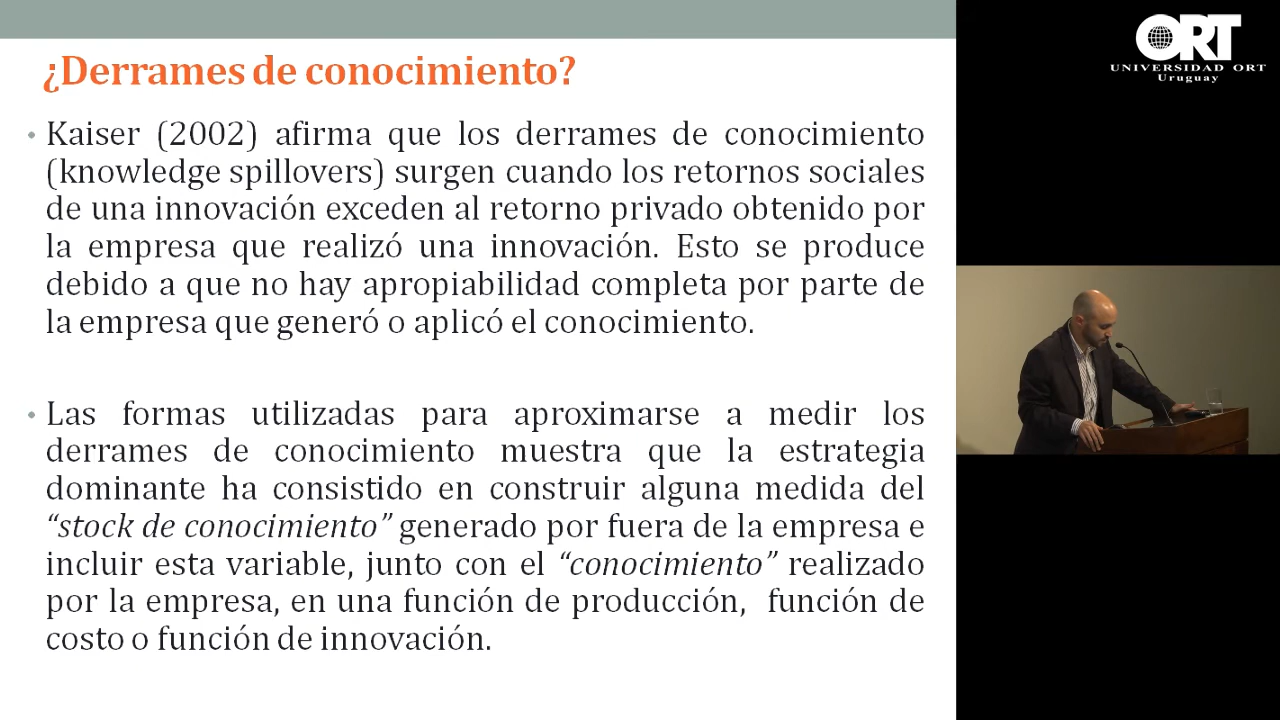 ¿Derrames de conocimiento?
• Kaiser (2002) afirma que los derrames de conocimiento
(knowledge spillovers) surgen cuando los retornos sociales
de una innovación exceden al retorno privado obtenido por
la empresa que realizó una innovación. Esto se produce
debido a que no hay apropiabilidad completa por parte de
la empresa que generó o aplicó el conocimiento.
• Las formas utilizadas para aproximarse a medir los
derrames de conocimiento muestra que la estrategia
dominante ha consistido en construir alguna medida del
“stock de conocimiento” generado por fuera de la empresa e
incluir esta variable, junto con el “conocimiento” realizado
por la empresa, en una función de producción, función de
costo o función de innovación.
ORT
UNIVERSIDAD ORT
Uruguay